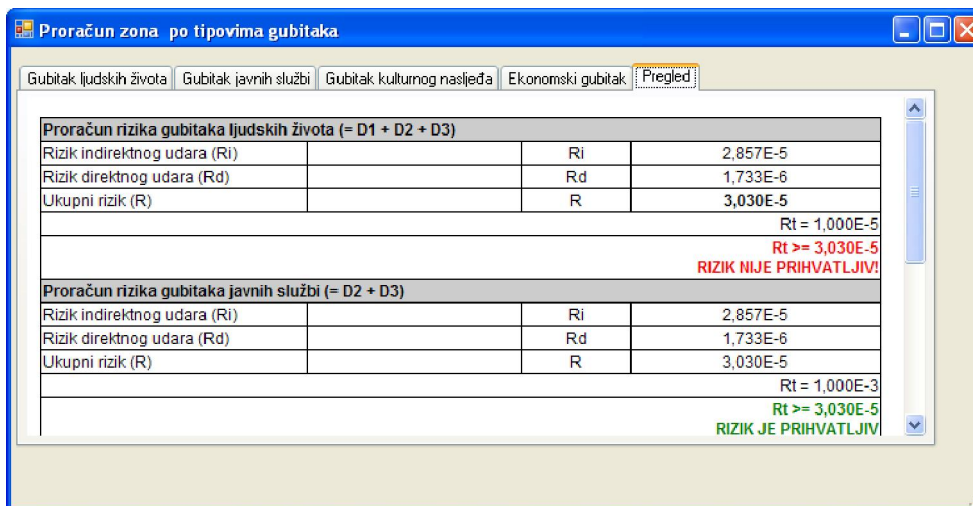 Proračun zona po tipovima gubitaka
Gubitak ljudskih života Gubitak javnih službi Gubitak kulturnog nasljeđa Ekonomski gubitak Pregled
Proračun rizika gubitaka ljudskih života (= D1 + D2 + D3)
Rizik indirektnog udara (Ri) Ri 2,857E-5
Rizik direktnog udara (Rd) Rd 1,733E-6
Ukupni rizik (R) R 3,030E-5
Rt = 1,000E-5
Rt >= 3,030E-5
RIZIK NIJE PRIHVATLJIV!
Proračun rizika gubitaka javnih službi (= D2 + D3)
Rizik indirektnog udara (Ri) Ri 2,857E-5
Rizik direktnog udara (Rd) Rd 1,733E-6
Ukupni rizik (R) R 3,030E-5
Rt = 1,000E-3
Rt >= 3,030E-5
RIZIK JE PRIHVATLJIV